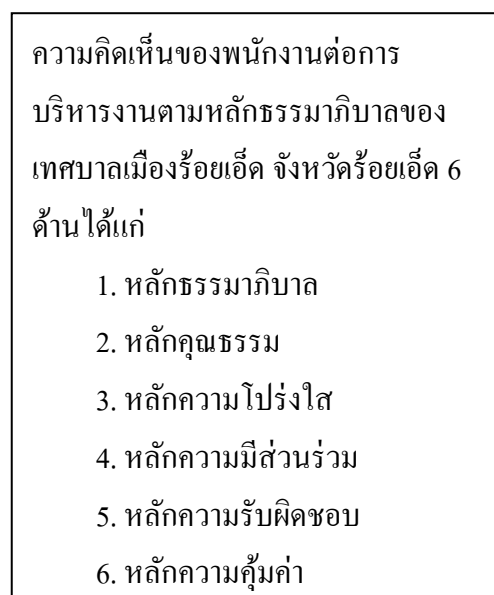 ความคิดเห็นของพนักงานต่อการ
บริหารงานตามหลักธรรมาภิบาลของ
เทศบาลเมืองร้อยเอ็ด จังหวัดร้อยเอ็ด 6
ด้านได้แก่
1. หลักธรรมาภิบาล
2. หลักคุณธรรม
3. หลักความโปร่งใส
4. หลักความมีส่วนร่วม
5. หลักความรับผิดชอบ
6. หลักความคุ้มค่า